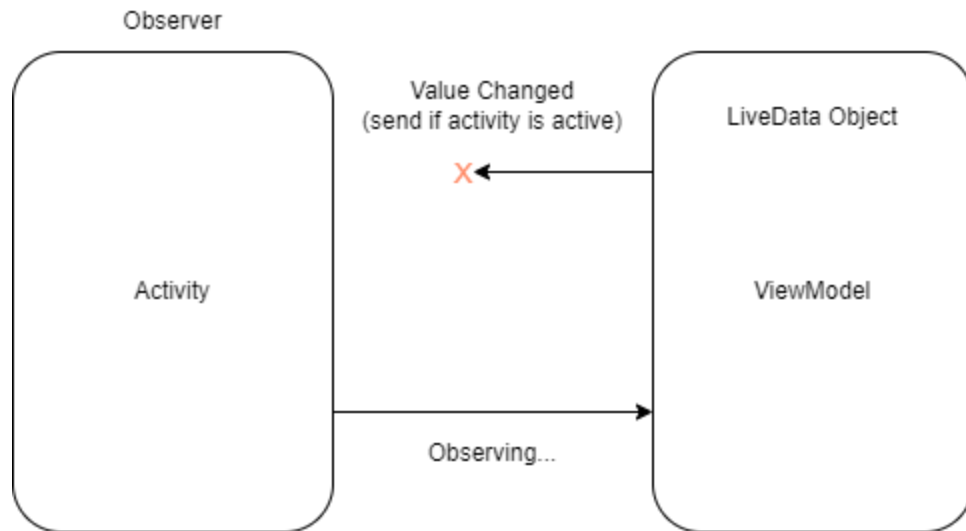 Observer
Value Changed
(send if activity is active)
X
LiveData Object
Activity
ViewModel
Observing...